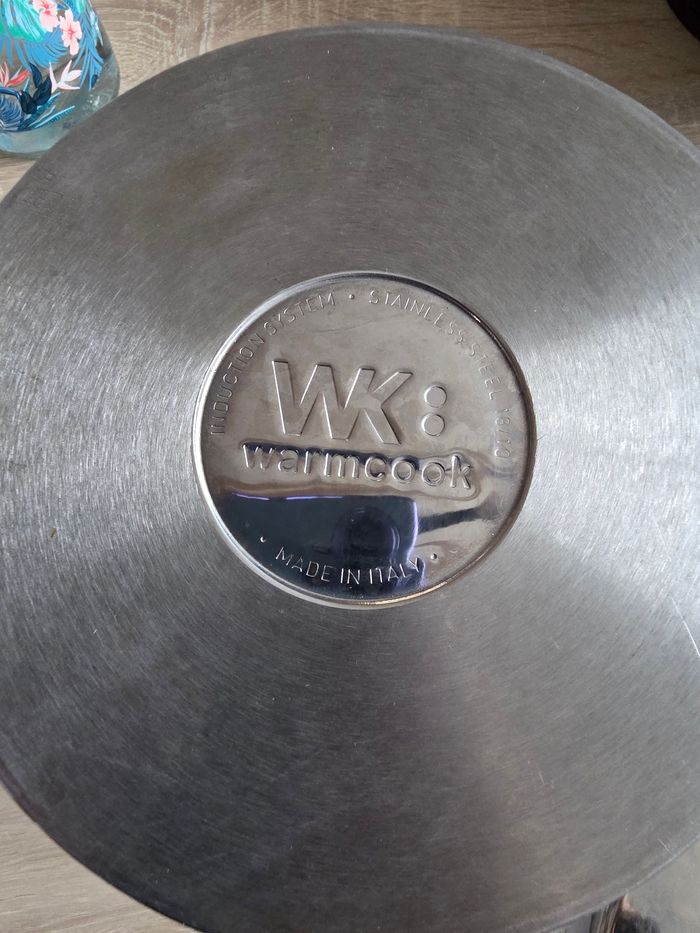 INDUCTION SYSTEM • STAINLESS STEEL 18/10
WK:
warmcook
• MADE IN ITALY •